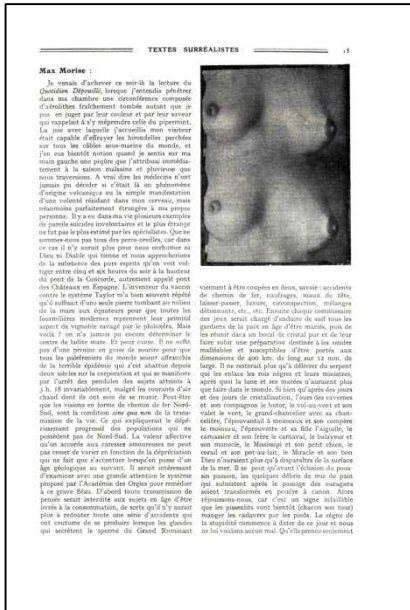 TEXTES SURRÉALISTES 15
Max Morise :
Je venais d'achever ce soir-là la lecture du
Quotidien Dépouillé, lorsque j'entendis pénétrer
dans ma chambre une circonférence composée
d'aérolithes fraîchement tombés autant que je
pus en juger par leur couleur et par leur saveur
qui rappelait à s'y méprendre celle du pipermint.
La joie avec laquelle j'accueillis mon visiteur
était capable d'effrayer les hirondelles perchées
sur tous les câbles sous-marins du monde, et
j'en eus bientôt notion quand je sentis sur ma
main gauche une piqûre que j'attribuai immédia-
tement à la saison malsaine et pluvieuse que
nous traversions. A vrai dire les médecins n'ont
jamais pu décider si c'était là un phénomène
d'origine volcanique ou la simple manifestation
d'une volonté résidant dans mon cerveau, mais
néanmoins parfaitement étrangère à ma propre
personne. Il y a eu dans ma vie plusieurs exemples
de pareils suicides involontaires et le plus étrange
ne fut pas le plus estimé par les spécialistes. Que ne
sommes-nous pas tous des perce-oreilles, car dans
ce cas il n'y aurait plus pour nous embrumer ni
Dieu ni Diable qui tienne et nous approcherions
de la substance des purs esprits qu'on voit vol-
tiger entre cinq et six heures du soir à la hauteur
du pont de la Concorde, autrement appelé pont
des Châteaux en Espagne. L'inventeur du vaccin
contre le système Taylor m'a bien souvent répété
qu'il suffirait d'une seule pierre tombant au milieu
de la mare aux équateurs pour que toutes les
fourmilières modernes reprennent leur primitif
aspect de vignoble ravagé par le philoxéra. Mais
voilà ? on n'a jamais pu encore déterminer le
centre de ladite mare. Et pour cause. Il ne suffit
pas d'une pivoine en guise de sourire pour que
tous les paludéens du monde soient affranchis
de la terrible épidémie qui s'est abattue depuis
deux siècles sur la corporation et qui se manifeste
par l'arrêt des pendules des sujets atteints à
5 h. 18 invariablement, malgré les courants d'air
chaud dont ils ont soin de se munir. Peut-être
que les visions en forme de chemin de fer Nord-
Sud, sont la condition sine qua non de la trans-
mission de la vie. Ce qui expliquerait le dépé-
rissement progressif des populations qui ne
possèdent pas de Nord-Sud. La valeur affective
qu'on accorde aux caresses amoureuses ne peut
pas cesser de varier en fonction de la dépréciation
qui ne fait que s'accentuer lorsqu'on passe d'un
âge géologique au suivant. Il serait intéressant
d'examiner avec une grande attention le système
proposé par l'Académie des Orgies pour remédier
à ce grave fléau. D'abord toute transmission de
pensée serait interdite aux sujets en âge d'être
livrés à la consommation, de sorte qu'il n'y aurait
plus à redouter toute une série d'accidents qui
ont coutume de se produire lorsque les glandes
qui secrètent le sperme du Grand Ruminant
viennent à être coupées en deux, savoir : accidents
de chemin de fer, naufrages, maux de tête,
laisser-passer, luxure, circonspection, mélanges
détonnants, etc., etc. Ensuite chaque commissaire
des jeux serait chargé d'enduire de suif tous les
gardiens de la paix en âge d'être mariés, puis de
les réunir dans un bocal de cristal pur et de leur
faire subir une préparation destinée à les rendre
malléables et susceptibles d'être portés aux
dimensions de 400 km. de long sur 12 mm. de
large. Il ne resterait plus qu'à délivrer du serpent
qui les enlace les rois nègres et leurs ministres,
après quoi la lune et ses marées n'auraient plus
que faire dans le monde. Si bien qu'après des jours
et des jours de cristallisation, l'ours des cavernes
et son compagnon le butor, le vol-au-vent et son
valet le vent, le grand-chancelier avec sa chan-
celière, l'épouvantail à moineaux et son compère
le moineau, l'éprouvette et sa fille l'aiguille, le
carnassier et son frère le carnaval, le balayeur et
son monocle, le Mississipi et son petit chien, le
corail et son pot-au-lait, le Miracle et son bon
Dieu n'auraient plus qu'à disparaître de la surface
de la mer. Il se peut qu'avant l'éclosion du pous-
sin passion, les quelques débris de mie de pain
qui subsistent après le passage des ouragans
soient transformés en poudre à canon. Alors
réjouissons-nous, car c'est un signe infaillible
que les pissenlits vont bientôt (chacun son tour)
manger les cadavres par les pieds. Le règne de
la stupidité commence à dater de ce jour et nous
ne lui voulons aucun mal. Qu'elle prenne seulement